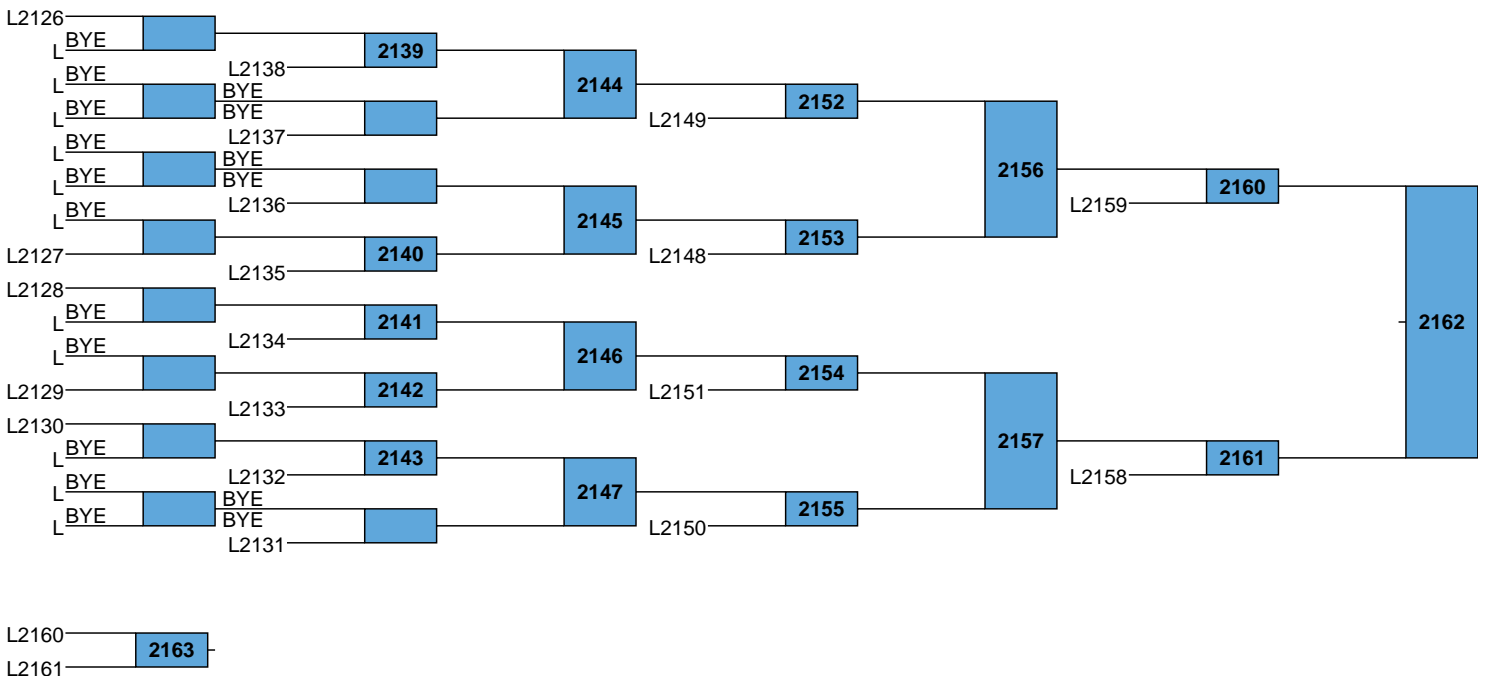 L2126
BYE
L
2139
L2138
BYE
L
BYE
BYE
L
BYE
L2137
2144
L2149
2152
BYE
L
BYE
BYE
L
BYE
L2136
BYE
L
L2127
2140
L2135
2145
L2148
2153
2156
L2159
2160
L2128
BYE
L
2141
L2134
BYE
L
L2129
2142
L2133
2146
L2151
2154
L2130
BYE
L
2143
L2132
BYE
L
BYE
BYE
L
BYE
L2131
2147
L2150
2155
2157
L2158
2161
2162
L2160
2163
L2161